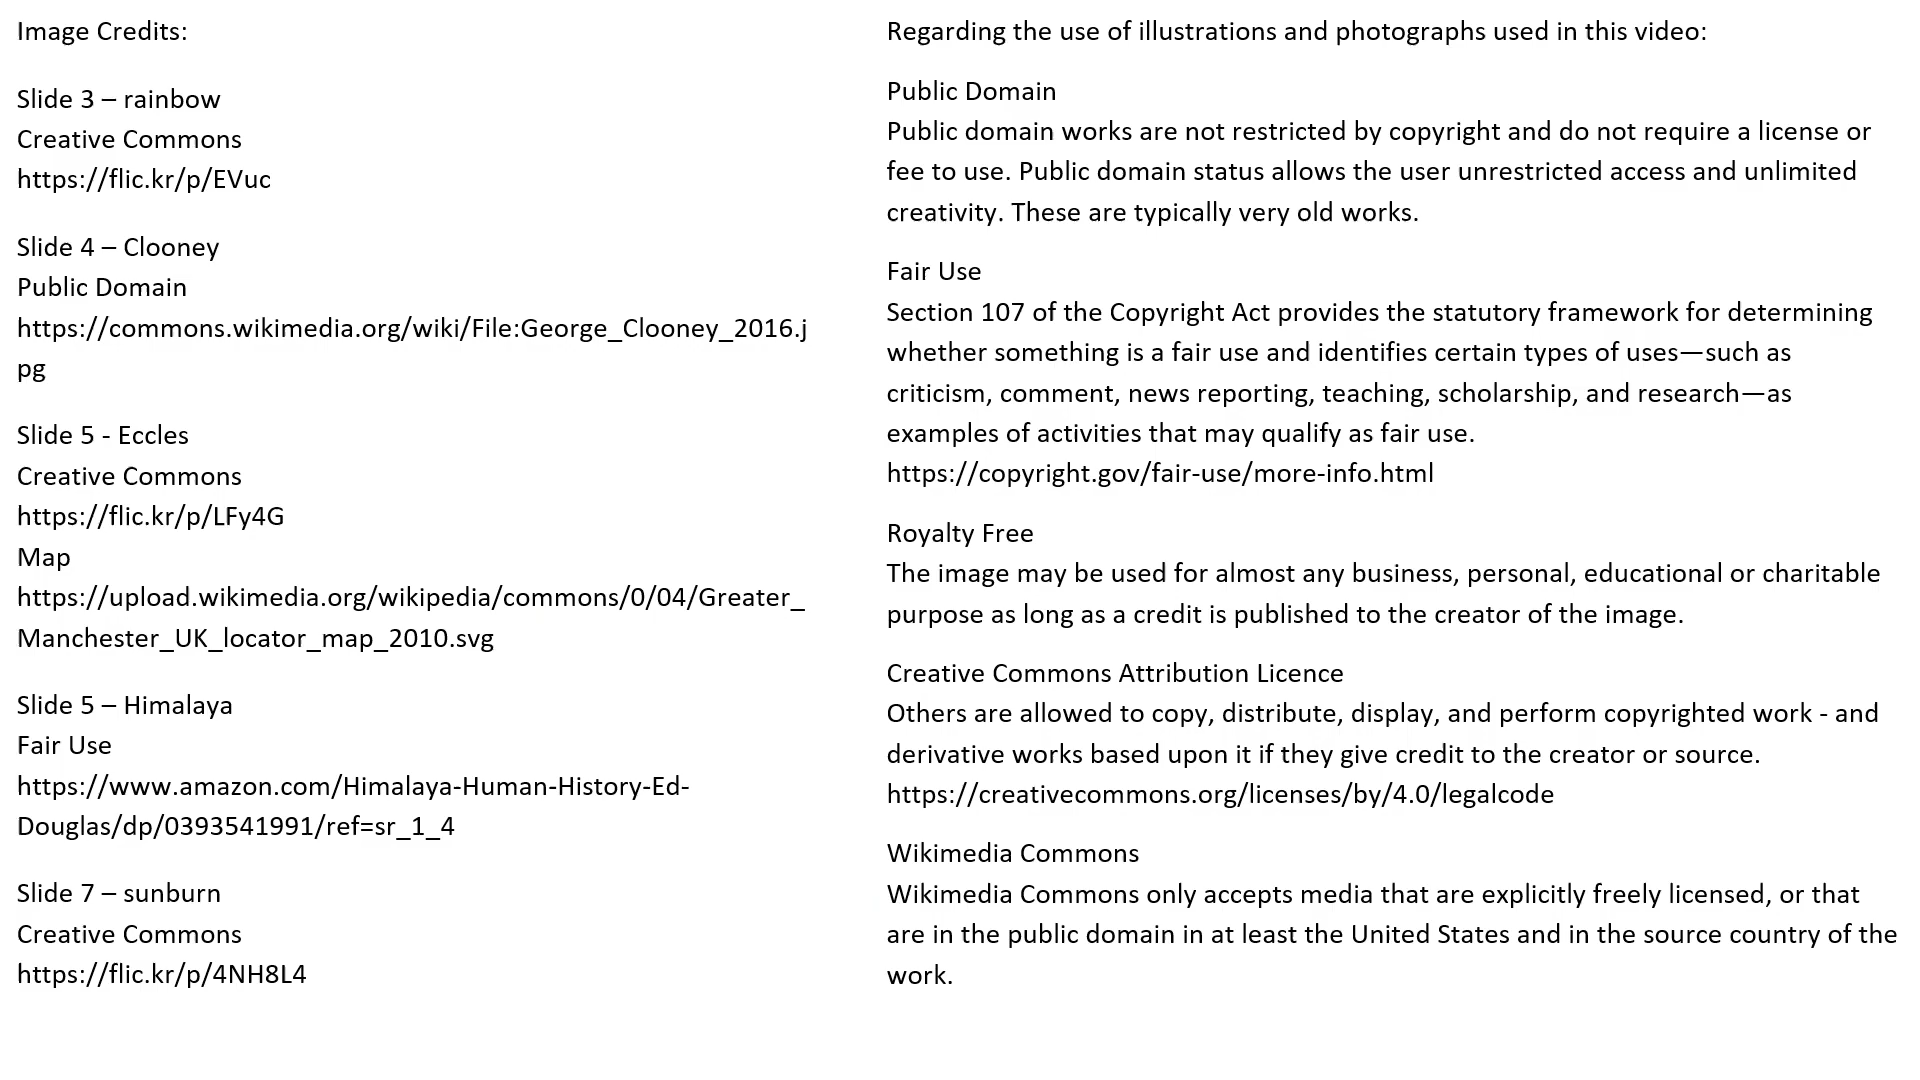 Image Credits:
Slide 3 – rainbow
Creative Commons
https://flic.kr/p/EVuc
Slide 4 – Clooney
Public Domain
https://commons.wikimedia.org/wiki/File:George_Clooney_2016.j
pg
Slide 5 - Eccles
Creative Commons
https://flic.kr/p/LFy4G
Map
https://upload.wikimedia.org/wikipedia/commons/0/04/Greater_
Manchester_UK_locator_map_2010.svg
Slide 5 – Himalaya
Fair Use
https://www.amazon.com/Himalaya-Human-History-Ed-
Douglas/dp/0393541991/ref=sr_1_4
Slide 7 – sunburn
Creative Commons
https://flic.kr/p/4NH8L4
Regarding the use of illustrations and photographs used in this video:
Public Domain
Public domain works are not restricted by copyright and do not require a license or
fee to use. Public domain status allows the user unrestricted access and unlimited
creativity. These are typically very old works.
Fair Use
Section 107 of the Copyright Act provides the statutory framework for determining
whether something is a fair use and identifies certain types of uses—such as
criticism, comment, news reporting, teaching, scholarship, and research—as
examples of activities that may qualify as fair use.
https://copyright.gov/fair-use/more-info.html
Royalty Free
The image may be used for almost any business, personal, educational or charitable
purpose as long as a credit is published to the creator of the image.
Creative Commons Attribution Licence
Others are allowed to copy, distribute, display, and perform copyrighted work - and
derivative works based upon it if they give credit to the creator or source.
https://creativecommons.org/licenses/by/4.0/legalcode
Wikimedia Commons
Wikimedia Commons only accepts media that are explicitly freely licensed, or that
are in the public domain in at least the United States and in the source country of the
work.